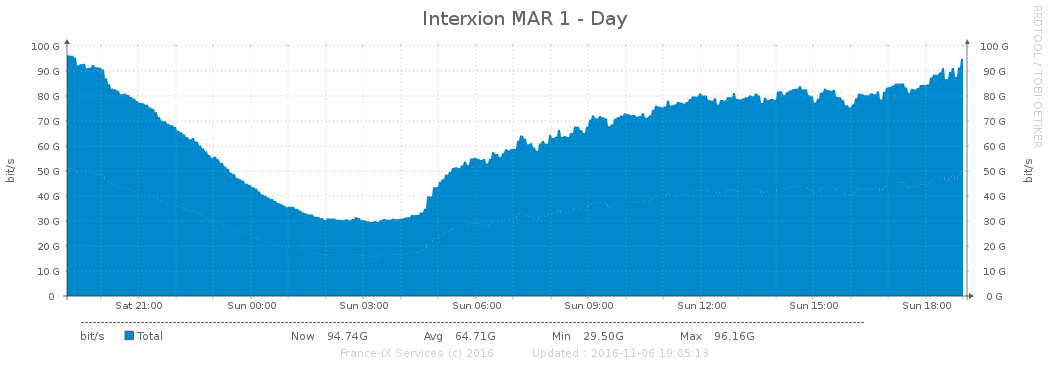 Interxion MAR 1 - Day
RRDTOOL / TOBI OETIKER
100 G 100 G
90 G 90 G
80 G 80 G
70 G 70 G
60 G 60 G
50 G 50 G
40 G 40 G
30 G 30 G
20 G 20 G
10 G 10 G
0 0 G
bit/s bit/s
Sat 21:00 Sun 00:00 Sun 03:00 Sun 06:00 Sun 09:00 Sun 12:00 Sun 15:00 Sun 18:00
bit/s Total Now 94.74G Avg 64.71G Min 29.50G Max 96.16G
France-IX Services (c) 2016 Updated : 2016-11-06 19:05:13